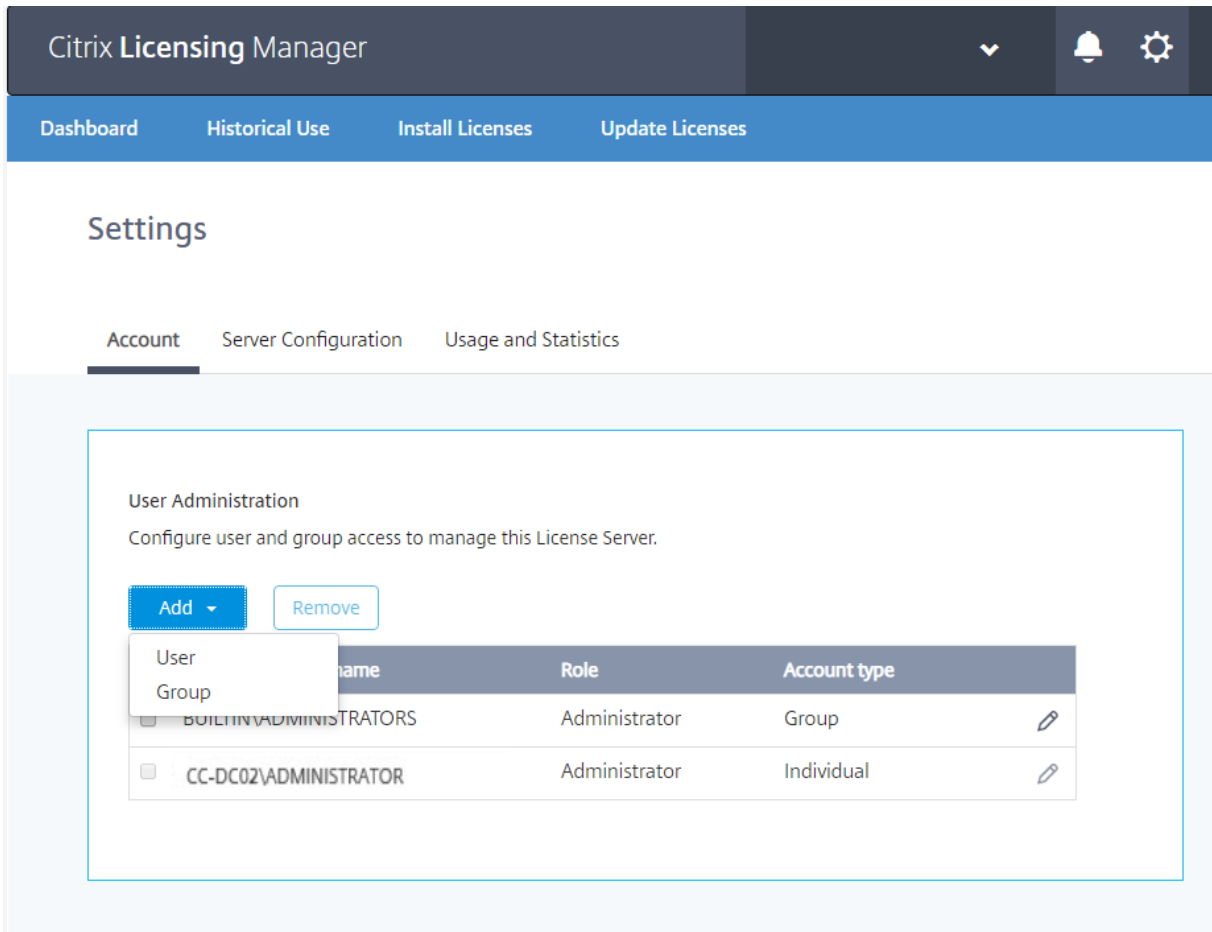 Citrix Licensing Manager
Dashboard Historical Use Install Licenses Update Licenses
Settings
Account Server Configuration Usage and Statistics
User Administration
Configure user and group access to manage this License Server.
Add Remove
User
Group
Role Account type
BUILTIN\ADMINISTRATORS Administrator Group
CC-DC02\ADMINISTRATOR Administrator Individual